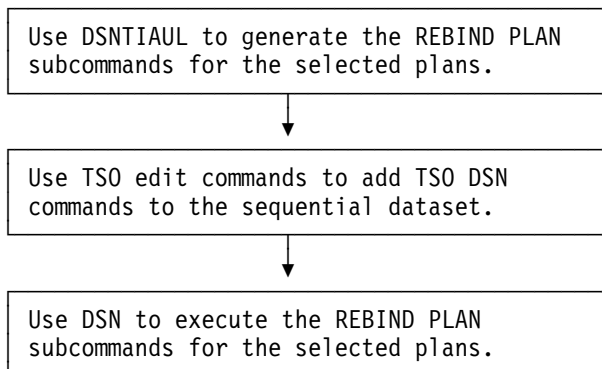 Use DSNTIAUL to generate the REBIND PLAN
subcommands for the selected plans.
Use TSO edit commands to add TSO DSN
commands to the sequential dataset.
Use DSN to execute the REBIND PLAN
subcommands for the selected plans.